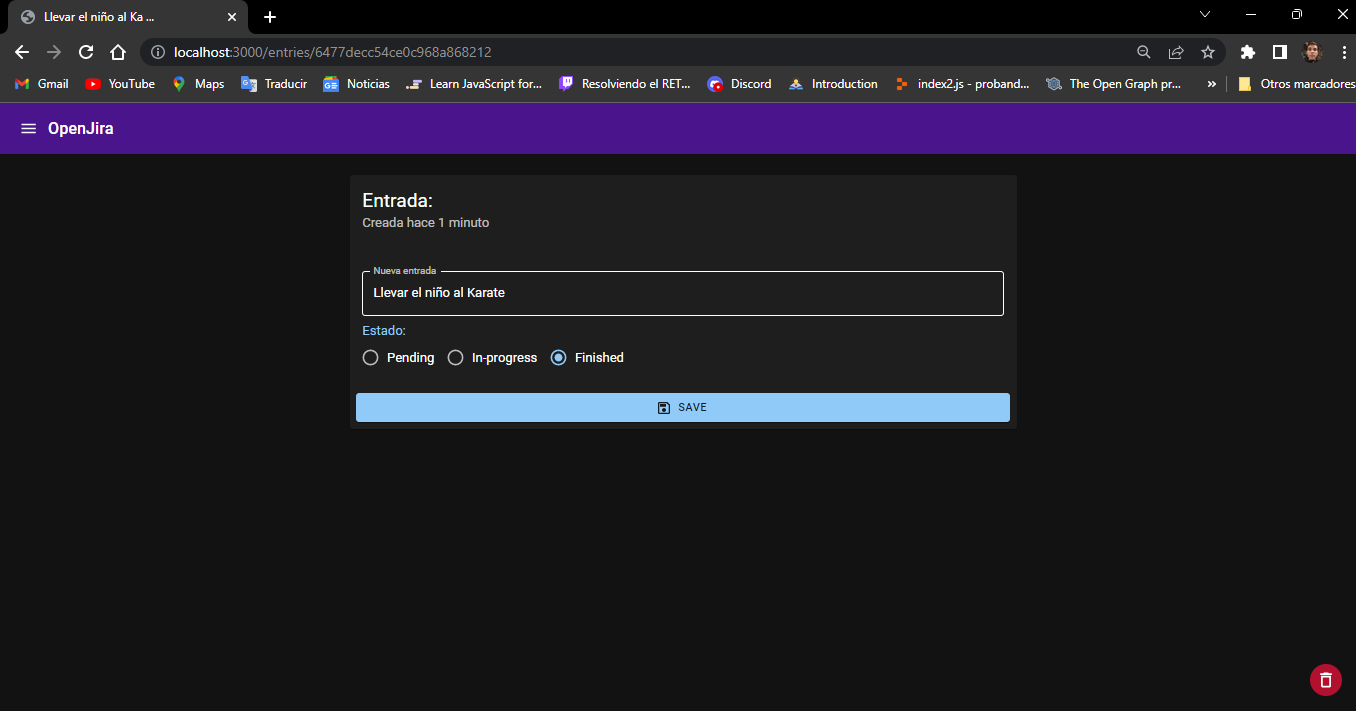 Llevar el niño al Ka ...
localhost:3000/entries/6477decc54ce0c968a868212
Gmail YouTube Maps Traducir Noticias Learn JavaScript for... Resolviendo el RET... Discord Introduction index2.js - proband... The Open Graph pr... » Otros marcadores
OpenJira
Entrada:
Creada hace 1 minuto
Nueva entrada
Llevar el niño al Karate
Estado:
Pending In-progress Finished
SAVE